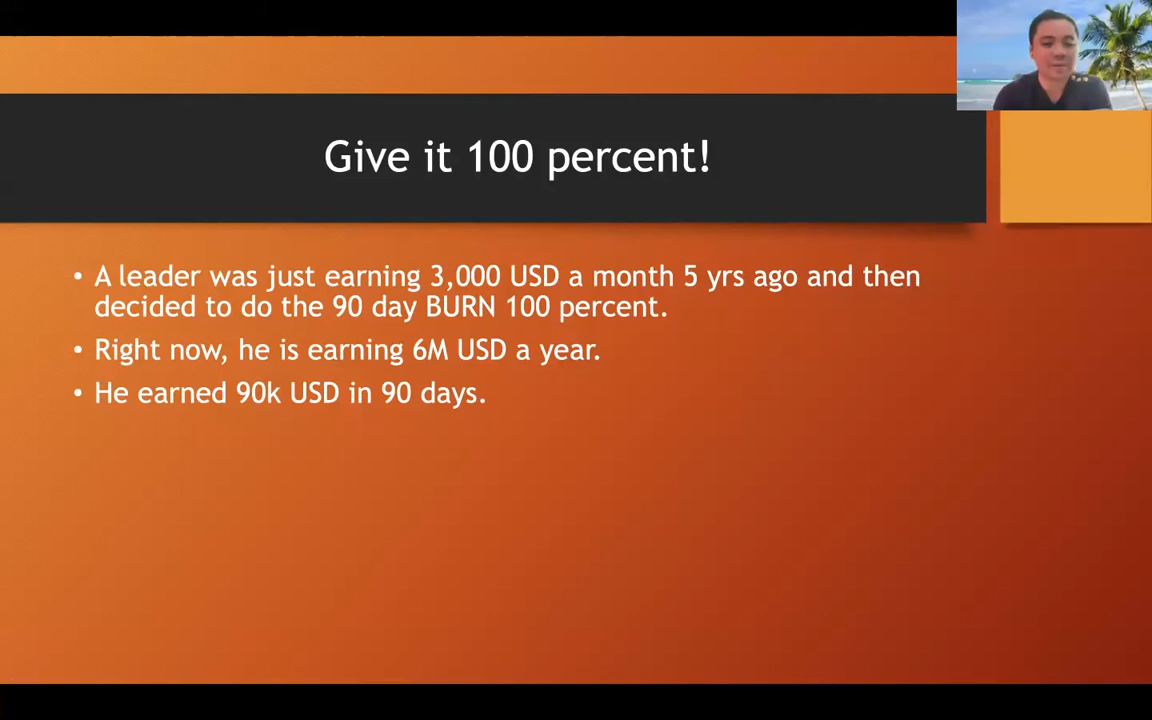 Give it 100 percent!
• A leader was just earning 3,000 USD a month 5 yrs ago and then
decided to do the 90 day BURN 100 percent.
• Right now, he is earning 6M USD a year.
• He earned 90k USD in 90 days.